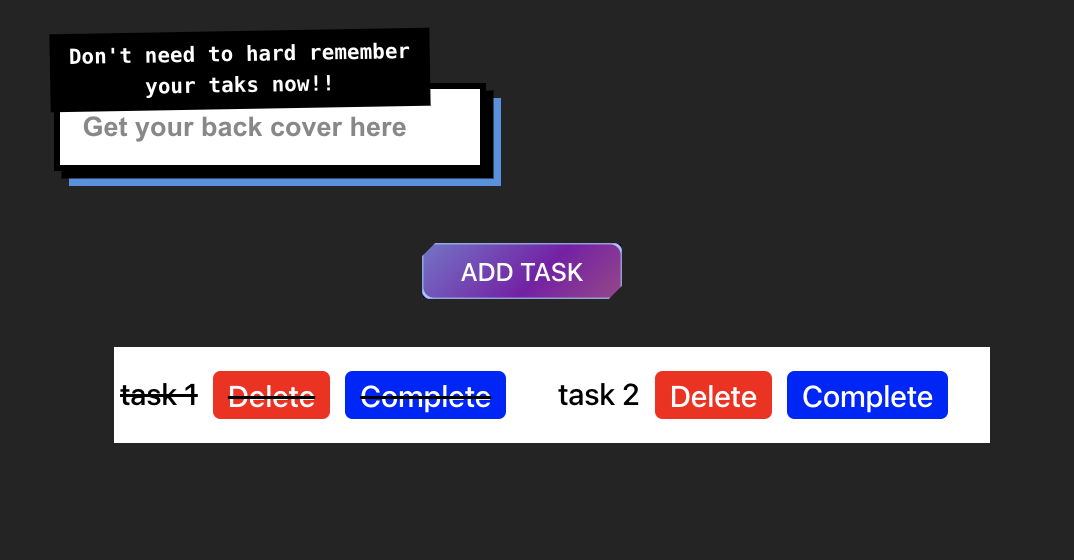 Don't need to hard remember
your taks now!!
Get your back cover here
ADD TASK
task 1 Delete Complete task 2 Delete Complete